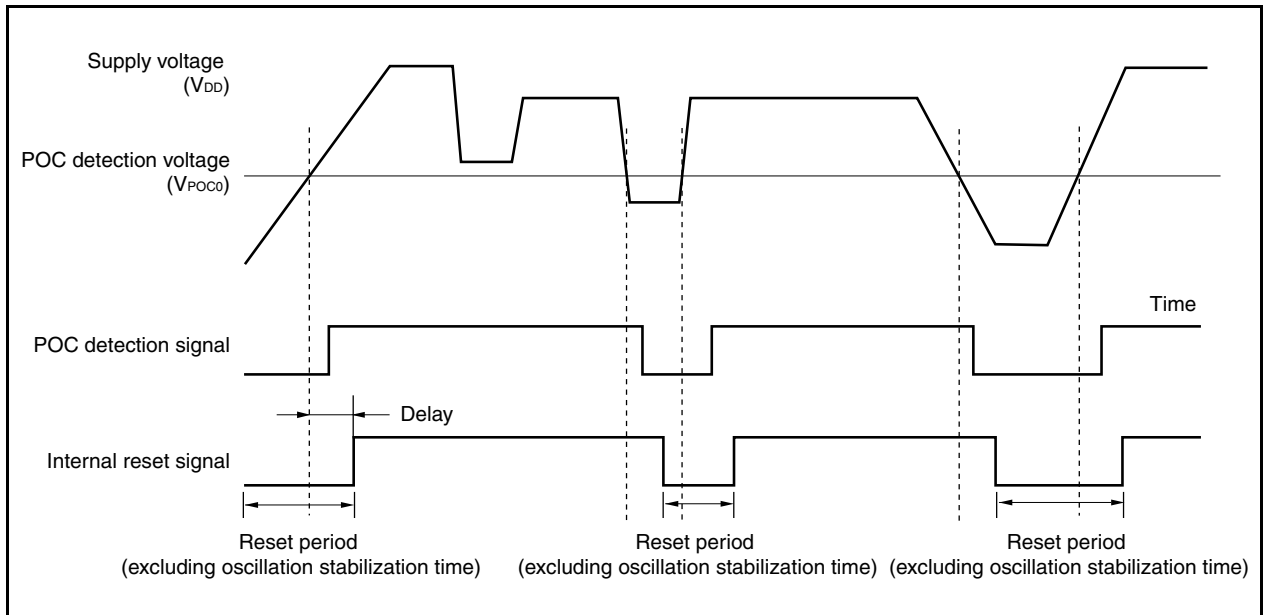 Supply voltage
(VDD)
POC detection voltage
(VPOC0)
Time
POC detection signal
Delay
Internal reset signal
Reset period
(excluding oscillation stabilization time)
Reset period
(excluding oscillation stabilization time)
Reset period
(excluding oscillation stabilization time)